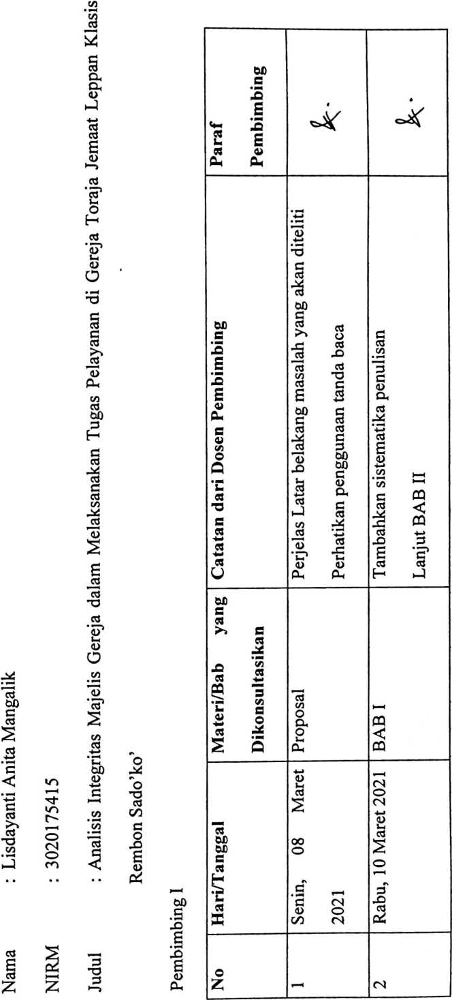 Nama : Lisdayanti Anita Mangalik
NIRM : 3020175415
Judul : Analisis Integritas Majelis Gereja dalam Melaksanakan Tugas Pelayanan di Gereja Toraja Jemaat Leppan Klasis
Rembon Sado'ko'
Pembimbing I
No Hari/Tanggal Materi/Bab yang Catatan dari Dosen Pembimbing Paraf
Dikonsultasikan Pembimbing
1 Senin, 08 Maret Proposal Perjelas Latar belakang masalah yang akan diteliti
2021 Perhatikan penggunaan tanda baca
2 Rabu, 10 Maret 2021 BAB I Tambahkan sistematika penulisan
Lanjut BAB II